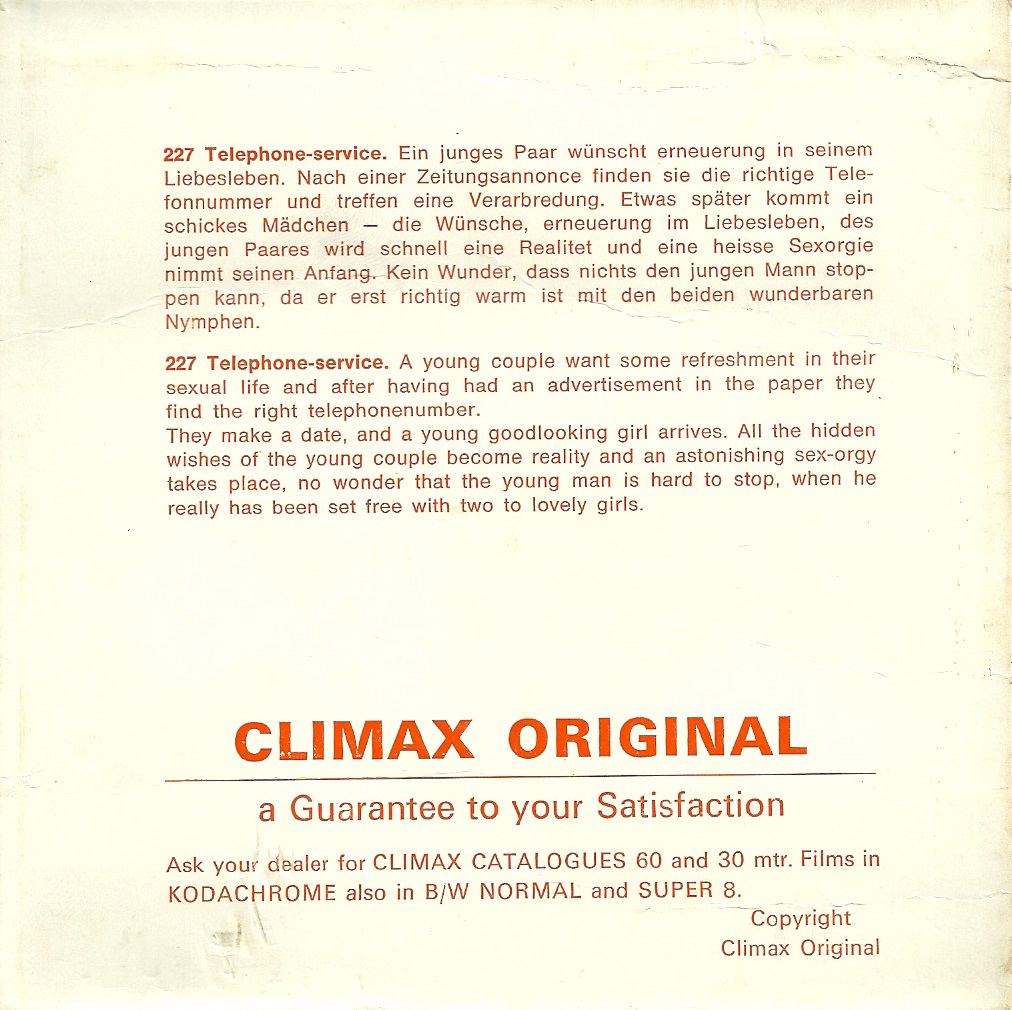 227 Telephone-service. Ein junges Paar wünscht erneuerung in seinem
Liebesleben. Nach einer Zeitungsannonce finden sie die richtige Tele-
fonnummer und treffen eine Verarbredung. Etwas später kommt ein
schickes Mädchen — die Wünsche, erneuerung im Liebesleben, des
jungen Paares wird schnell eine Realitet und eine heisse Sexorgie
nimmt seinen Anfang. Kein Wunder, dass nichts den jungen Mann stop-
pen kann, da er erst richtig warm ist mit den beiden wunderbaren
Nymphen.
227 Telephone-service. A young couple want some refreshment in their
sexual life and after having had an advertisement in the paper they
find the right telephonenumber.
They make a date, and a young goodlooking girl arrives. All the hidden
wishes of the young couple become reality and an astonishing sex-orgy
takes place, no wonder that the young man is hard to stop, when he
really has been set free with two to lovely girls.
CLIMAX ORIGINAL
a Guarantee to your Satisfaction
Ask your dealer for CLIMAX CATALOGUES 60 and 30 mtr. Films in
KODACHROME also in B/W NORMAL and SUPER 8.
Copyright
Climax Original